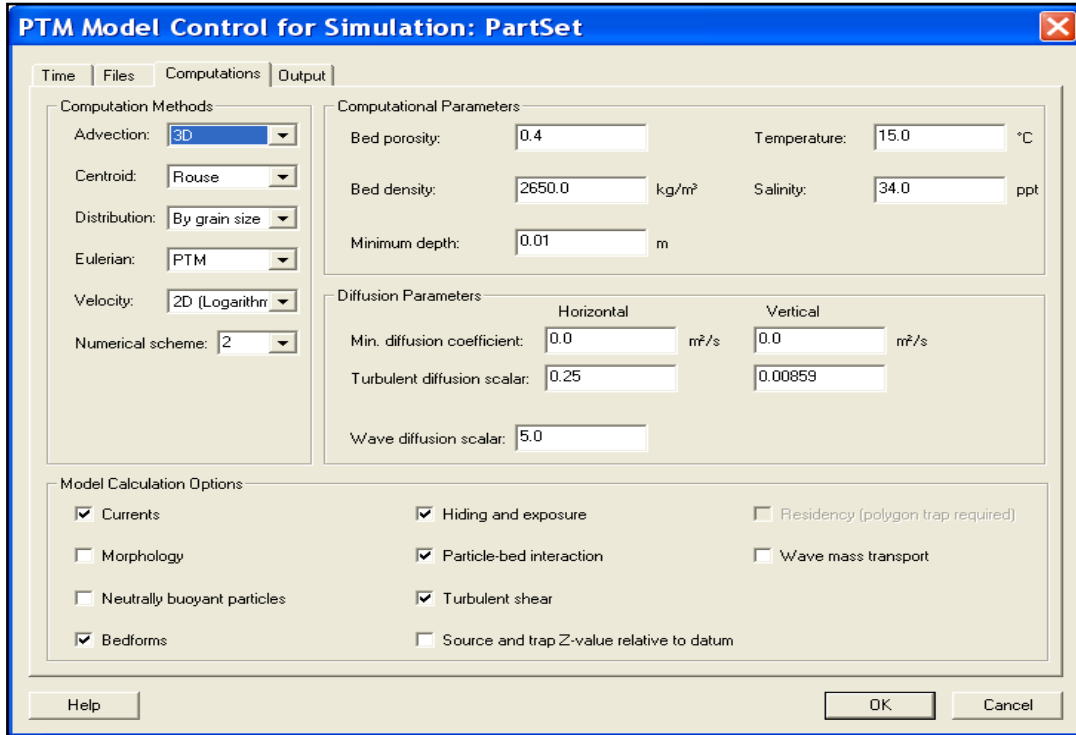 PTM Model Control for Simulation: PartSet
Time Files Computations Output
Computation Methods
Advection: 3D
Centroid: Rouse
Distribution: By grain size
Eulerian: PTM
Velocity: 2D (Logarithm
Numerical scheme: 2
Computational Parameters
Bed porosity: 0.4 Temperature: 15.0 °C
Bed density: 2650.0 kg/m³ Salinity: 34.0 ppt
Minimum depth: 0.01 m
Diffusion Parameters
Horizontal Vertical
Min. diffusion coefficient: 0.0 m²/s 0.0 m²/s
Turbulent diffusion scalar: 0.25 0.00859
Wave diffusion scalar: 5.0
Model Calculation Options
Currents Hiding and exposure Residency (polygon trap required)
Morphology Particle-bed interaction Wave mass transport
Neutrally buoyant particles Turbulent shear
Bedforms Source and trap Z-value relative to datum
Help OK Cancel